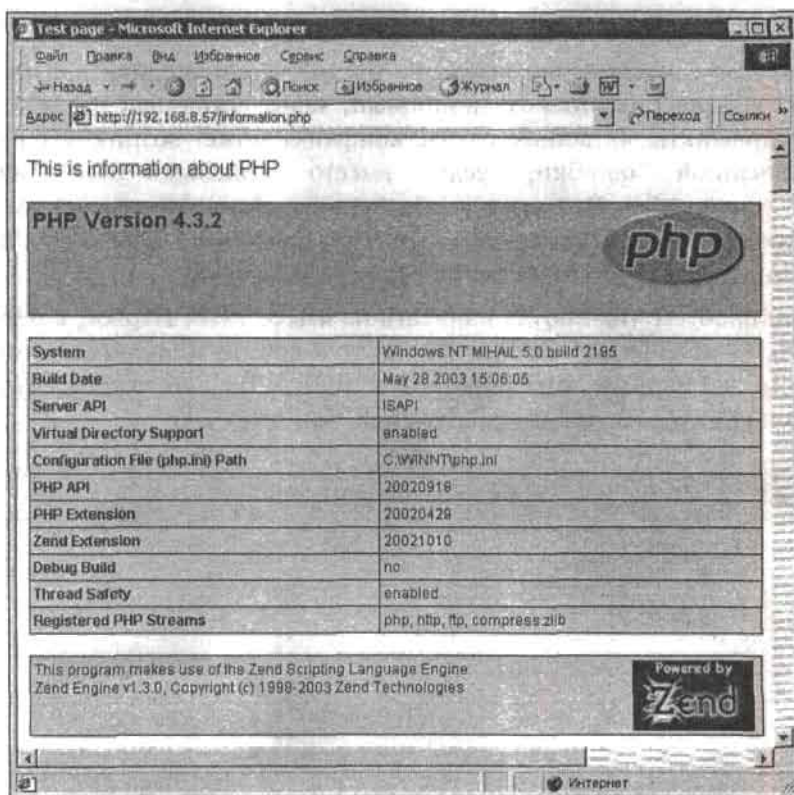 Test page - Microsoft Internet Explorer
Файл Правка Вид Избранное Сервис Справка
Назад Поиск Избранное Журнал
Адрес http://192.168.8.57/information.php Переход Ссылки »
This is information about PHP
PHP Version 4.3.2
php
System Windows NT MIHAIL 5.0 build 2195
Build Date May 28 2003 15:06:05
Server API ISAPI
Virtual Directory Support enabled
Configuration File (php.ini) Path C:\WINNT\php.ini
PHP API 20020918
PHP Extension 20020429
Zend Extension 20021010
Debug Build no
Thread Safety enabled
Registered PHP Streams php, http, ftp, compress.zlib
This program makes use of the Zend Scripting Language Engine:
Zend Engine v1.3.0, Copyright (c) 1998-2003 Zend Technologies
Powered by
Zend
Интернет